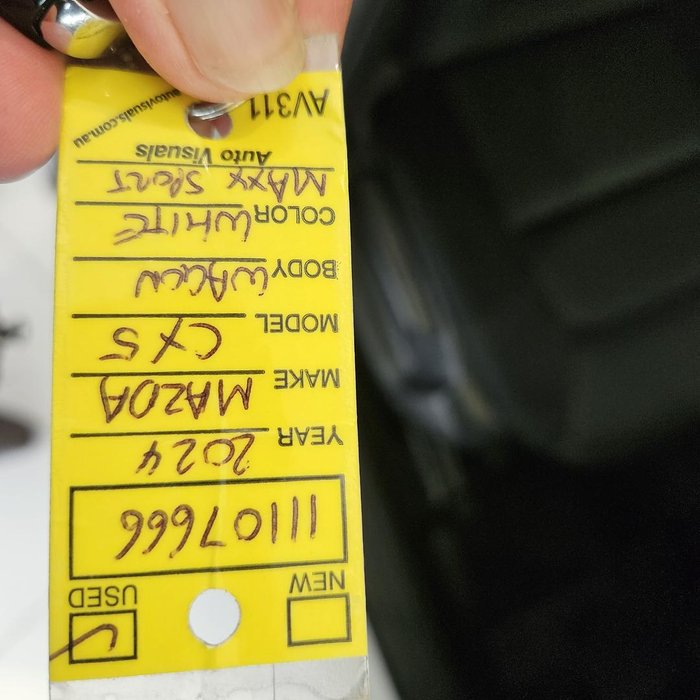 NEW USED
11107666
YEAR 2024
MAKE MAZDA
MODEL CX5
BODY WAGON
COLOR WHITE
MAXX SPORT
Auto Visuals
AV311 autovisuals.com.au